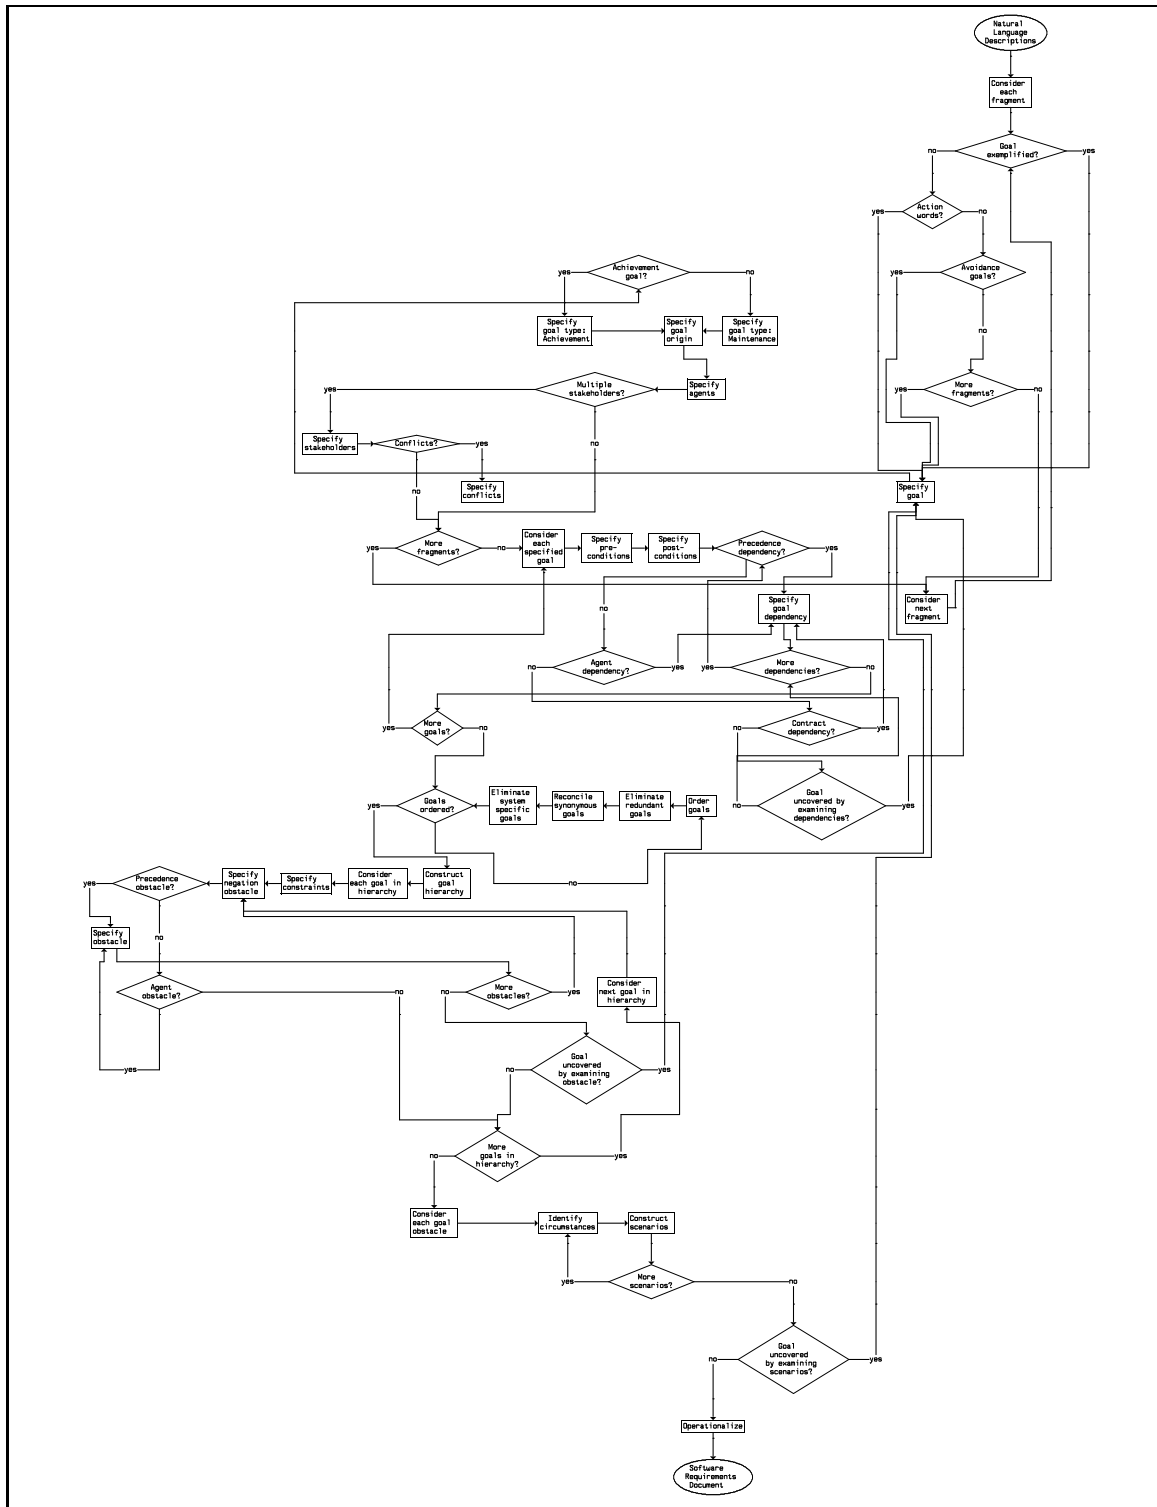 Natural
Language
Descriptions
Consider
each
fragment
Goal
exemplified?
no
yes
Action
words?
yes
no
Avoidance
goals?
yes
no
Achievement
goal?
yes
no
Specify
goal type:
Achievement
Specify
goal
origin
Specify
goal type:
Maintenance
Specify
agents
Multiple
stakeholders?
yes
no
More
fragments?
yes
no
Specify
stakeholders
Conflicts?
yes
no
Specify
conflicts
Specify
goal
More
fragments?
yes
no
Consider
each
specified
goal
Specify
pre-
conditions
Specify
post-
conditions
Precedence
dependency?
yes
no
Specify
goal
dependency
Consider
next
fragment
Agent
dependency?
no
yes
More
dependencies?
yes
no
More
goals?
yes
no
Contract
dependency?
no
yes
Goal
uncovered by
examining
dependencies?
no
yes
Goals
ordered?
yes
no
Eliminate
system
specific
goals
Reconcile
synonymous
goals
Eliminate
redundant
goals
Order
goals
Precedence
obstacle?
yes
no
Specify
negation
obstacle
Specify
constraints
Consider
each goal in
hierarchy
Construct
goal
hierarchy
Specify
obstacle
Agent
obstacle?
no
yes
More
obstacles?
no
yes
Consider
next goal in
hierarchy
Goal
uncovered
by examining
obstacle?
no
yes
More
goals in
hierarchy?
no
yes
Consider
each goal
obstacle
Identify
circumstances
Construct
scenarios
More
scenarios?
yes
no
Goal
uncovered
by examining
scenarios?
no
yes
Operationalize
Software
Requirements
Document